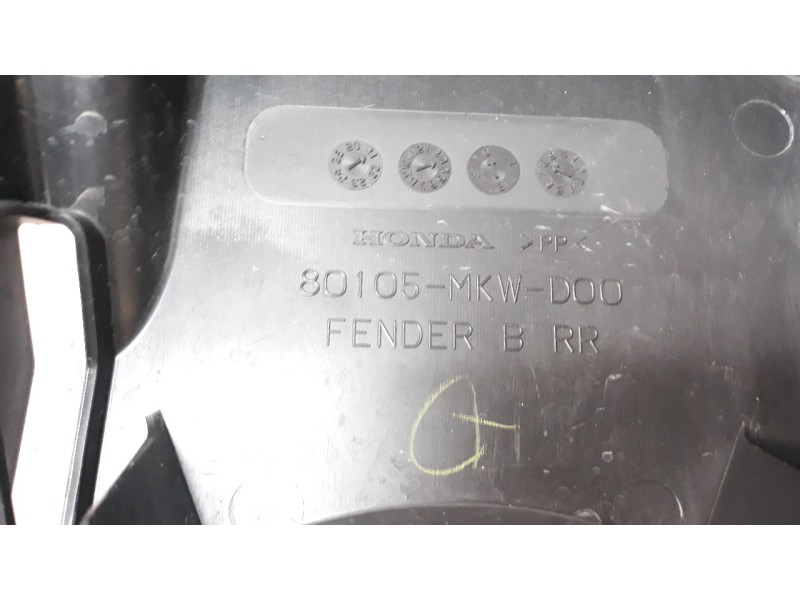 HONDA >PP<
80105-MKW-D00
FENDER B RR
G